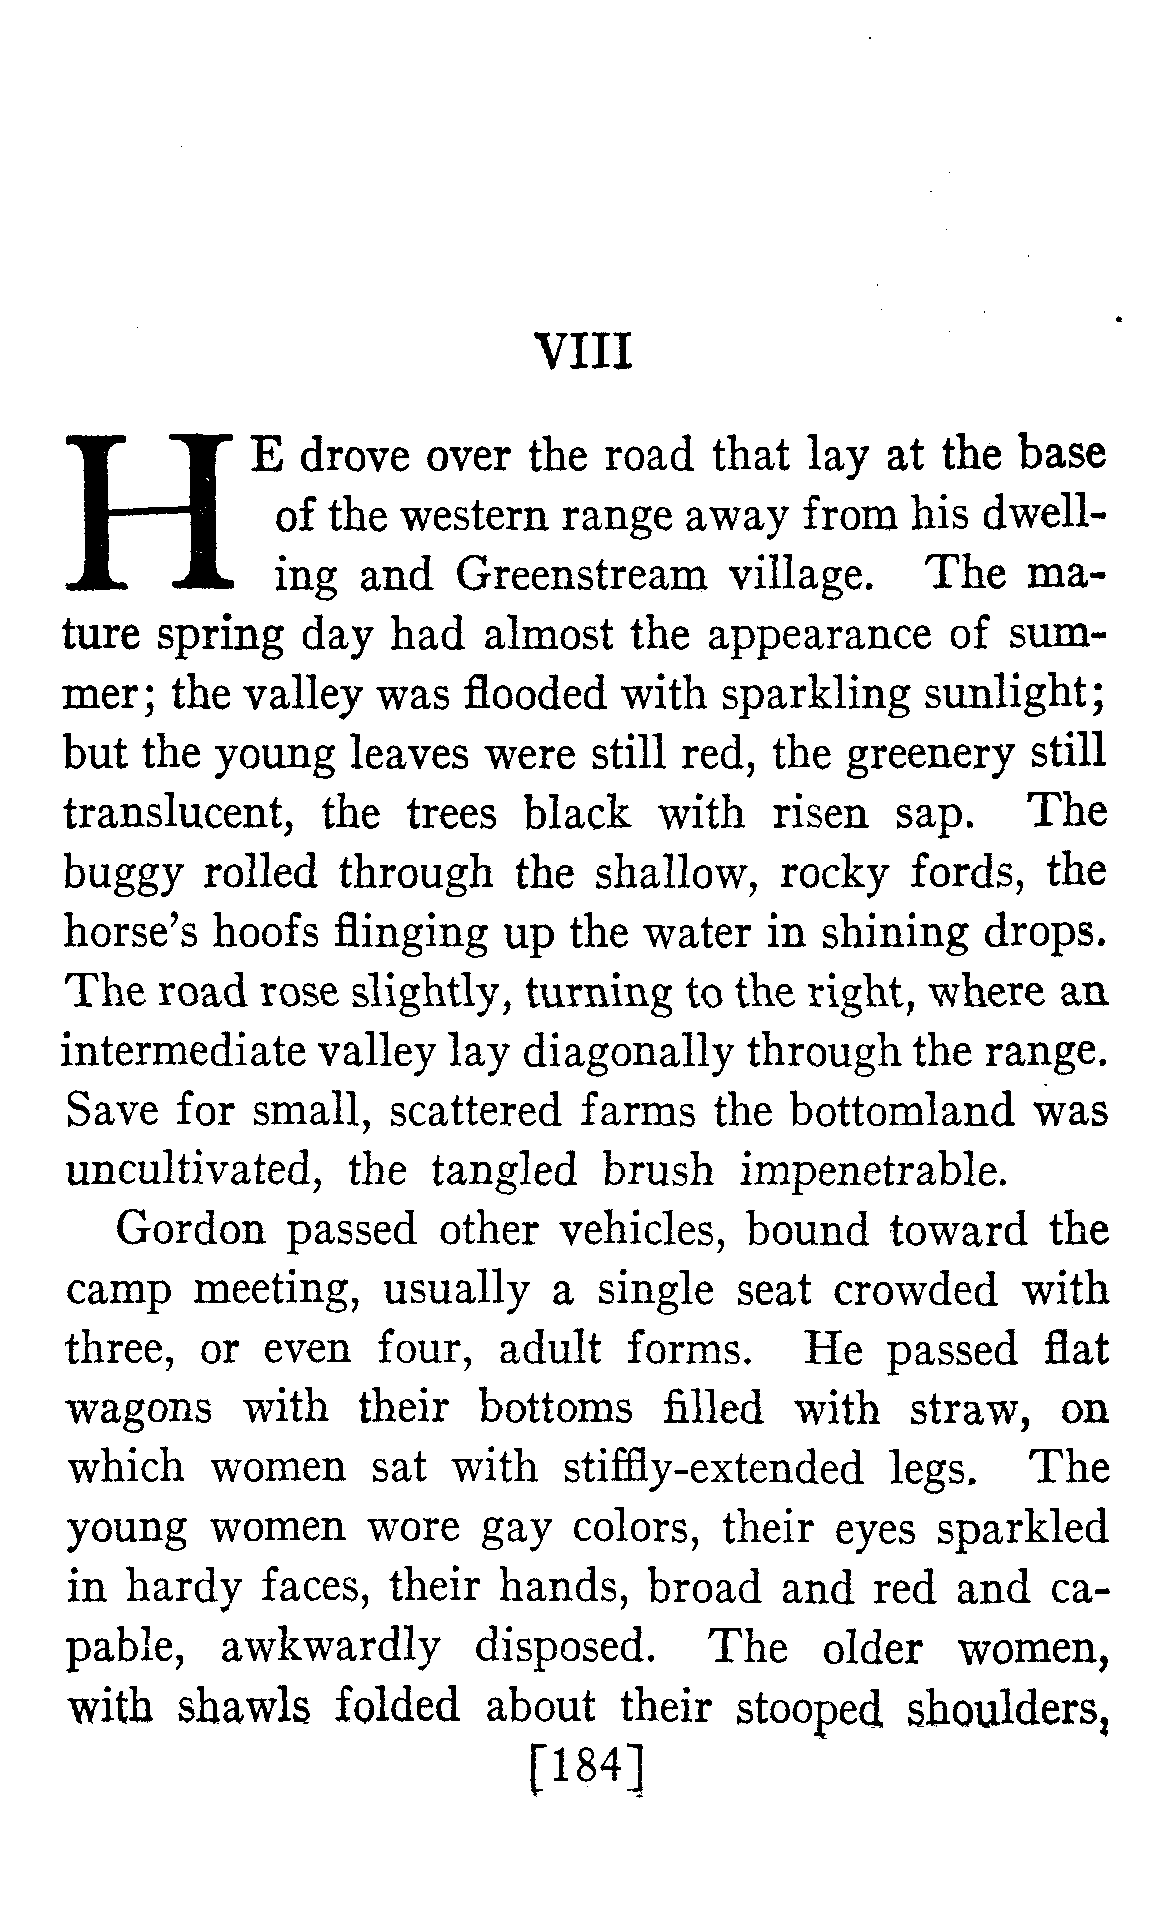 VIII
HE drove over the road that lay at the base
of the western range away from his dwell-
ing and Greenstream village. The ma-
ture spring day had almost the appearance of sum-
mer; the valley was flooded with sparkling sunlight;
but the young leaves were still red, the greenery still
translucent, the trees black with risen sap. The
buggy rolled through the shallow, rocky fords, the
horse's hoofs flinging up the water in shining drops.
The road rose slightly, turning to the right, where an
intermediate valley lay diagonally through the range.
Save for small, scattered farms the bottomland was
uncultivated, the tangled brush impenetrable.
Gordon passed other vehicles, bound toward the
camp meeting, usually a single seat crowded with
three, or even four, adult forms. He passed flat
wagons with their bottoms filled with straw, on
which women sat with stiffly-extended legs. The
young women wore gay colors, their eyes sparkled
in hardy faces, their hands, broad and red and ca-
pable, awkwardly disposed. The older women,
with shawls folded about their stooped shoulders,
[184]